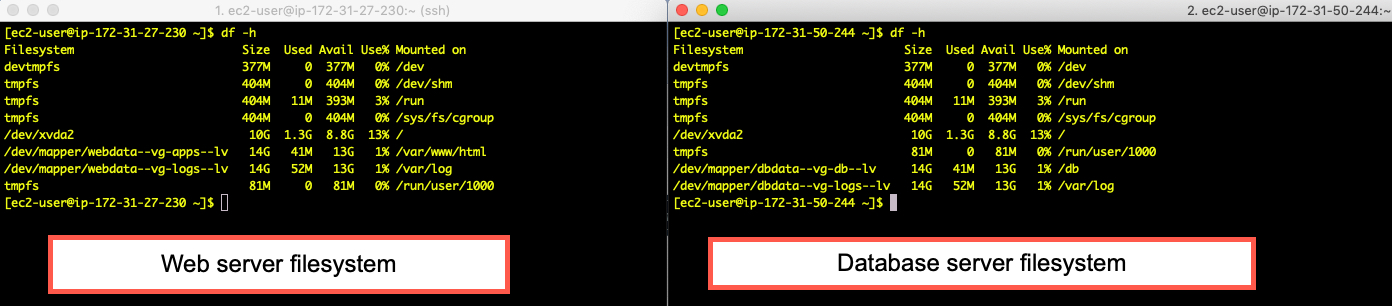 1. ec2-user@ip-172-31-27-230:~ (ssh)
[ec2-user@ip-172-31-27-230 ~]$ df -h
Filesystem                        Size  Used Avail Use% Mounted on
devtmpfs                          377M     0  377M   0% /dev
tmpfs                             404M     0  404M   0% /dev/shm
tmpfs                             404M   11M  393M   3% /run
tmpfs                             404M     0  404M   0% /sys/fs/cgroup
/dev/xvda2                         10G  1.3G  8.8G  13% /
/dev/mapper/webdata--vg-apps--lv   14G   41M   13G   1% /var/www/html
/dev/mapper/webdata--vg-logs--lv   14G   52M   13G   1% /var/log
tmpfs                              81M     0   81M   0% /run/user/1000
[ec2-user@ip-172-31-27-230 ~]$
Web server filesystem
2. ec2-user@ip-172-31-50-244:~
[ec2-user@ip-172-31-50-244 ~]$ df -h
Filesystem                       Size  Used Avail Use% Mounted on
devtmpfs                         377M     0  377M   0% /dev
tmpfs                            404M     0  404M   0% /dev/shm
tmpfs                            404M   11M  393M   3% /run
tmpfs                            404M     0  404M   0% /sys/fs/cgroup
/dev/xvda2                        10G  1.3G  8.8G  13% /
tmpfs                             81M     0   81M   0% /run/user/1000
/dev/mapper/dbdata--vg-db--lv     14G   41M   13G   1% /db
/dev/mapper/dbdata--vg-logs--lv   14G   52M   13G   1% /var/log
[ec2-user@ip-172-31-50-244 ~]$
Database server filesystem